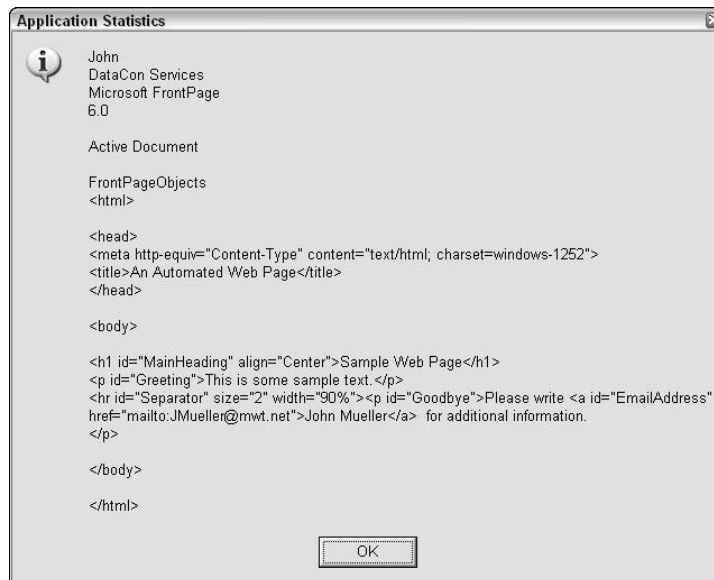 Application Statistics
John
DataCon Services
Microsoft FrontPage
6.0
Active Document
FrontPageObjects
<html>
<head>
<meta http-equiv="Content-Type" content="text/html; charset=windows-1252">
<title>An Automated Web Page</title>
</head>
<body>
<h1 id="MainHeading" align="Center">Sample Web Page</h1>
<p id="Greeting">This is some sample text.</p>
<hr id="Separator" size="2" width="90%"><p id="Goodbye">Please write <a id="EmailAddress"
href="mailto:JMueller@mwt.net">John Mueller</a>  for additional information.
</p>
</body>
</html>
OK